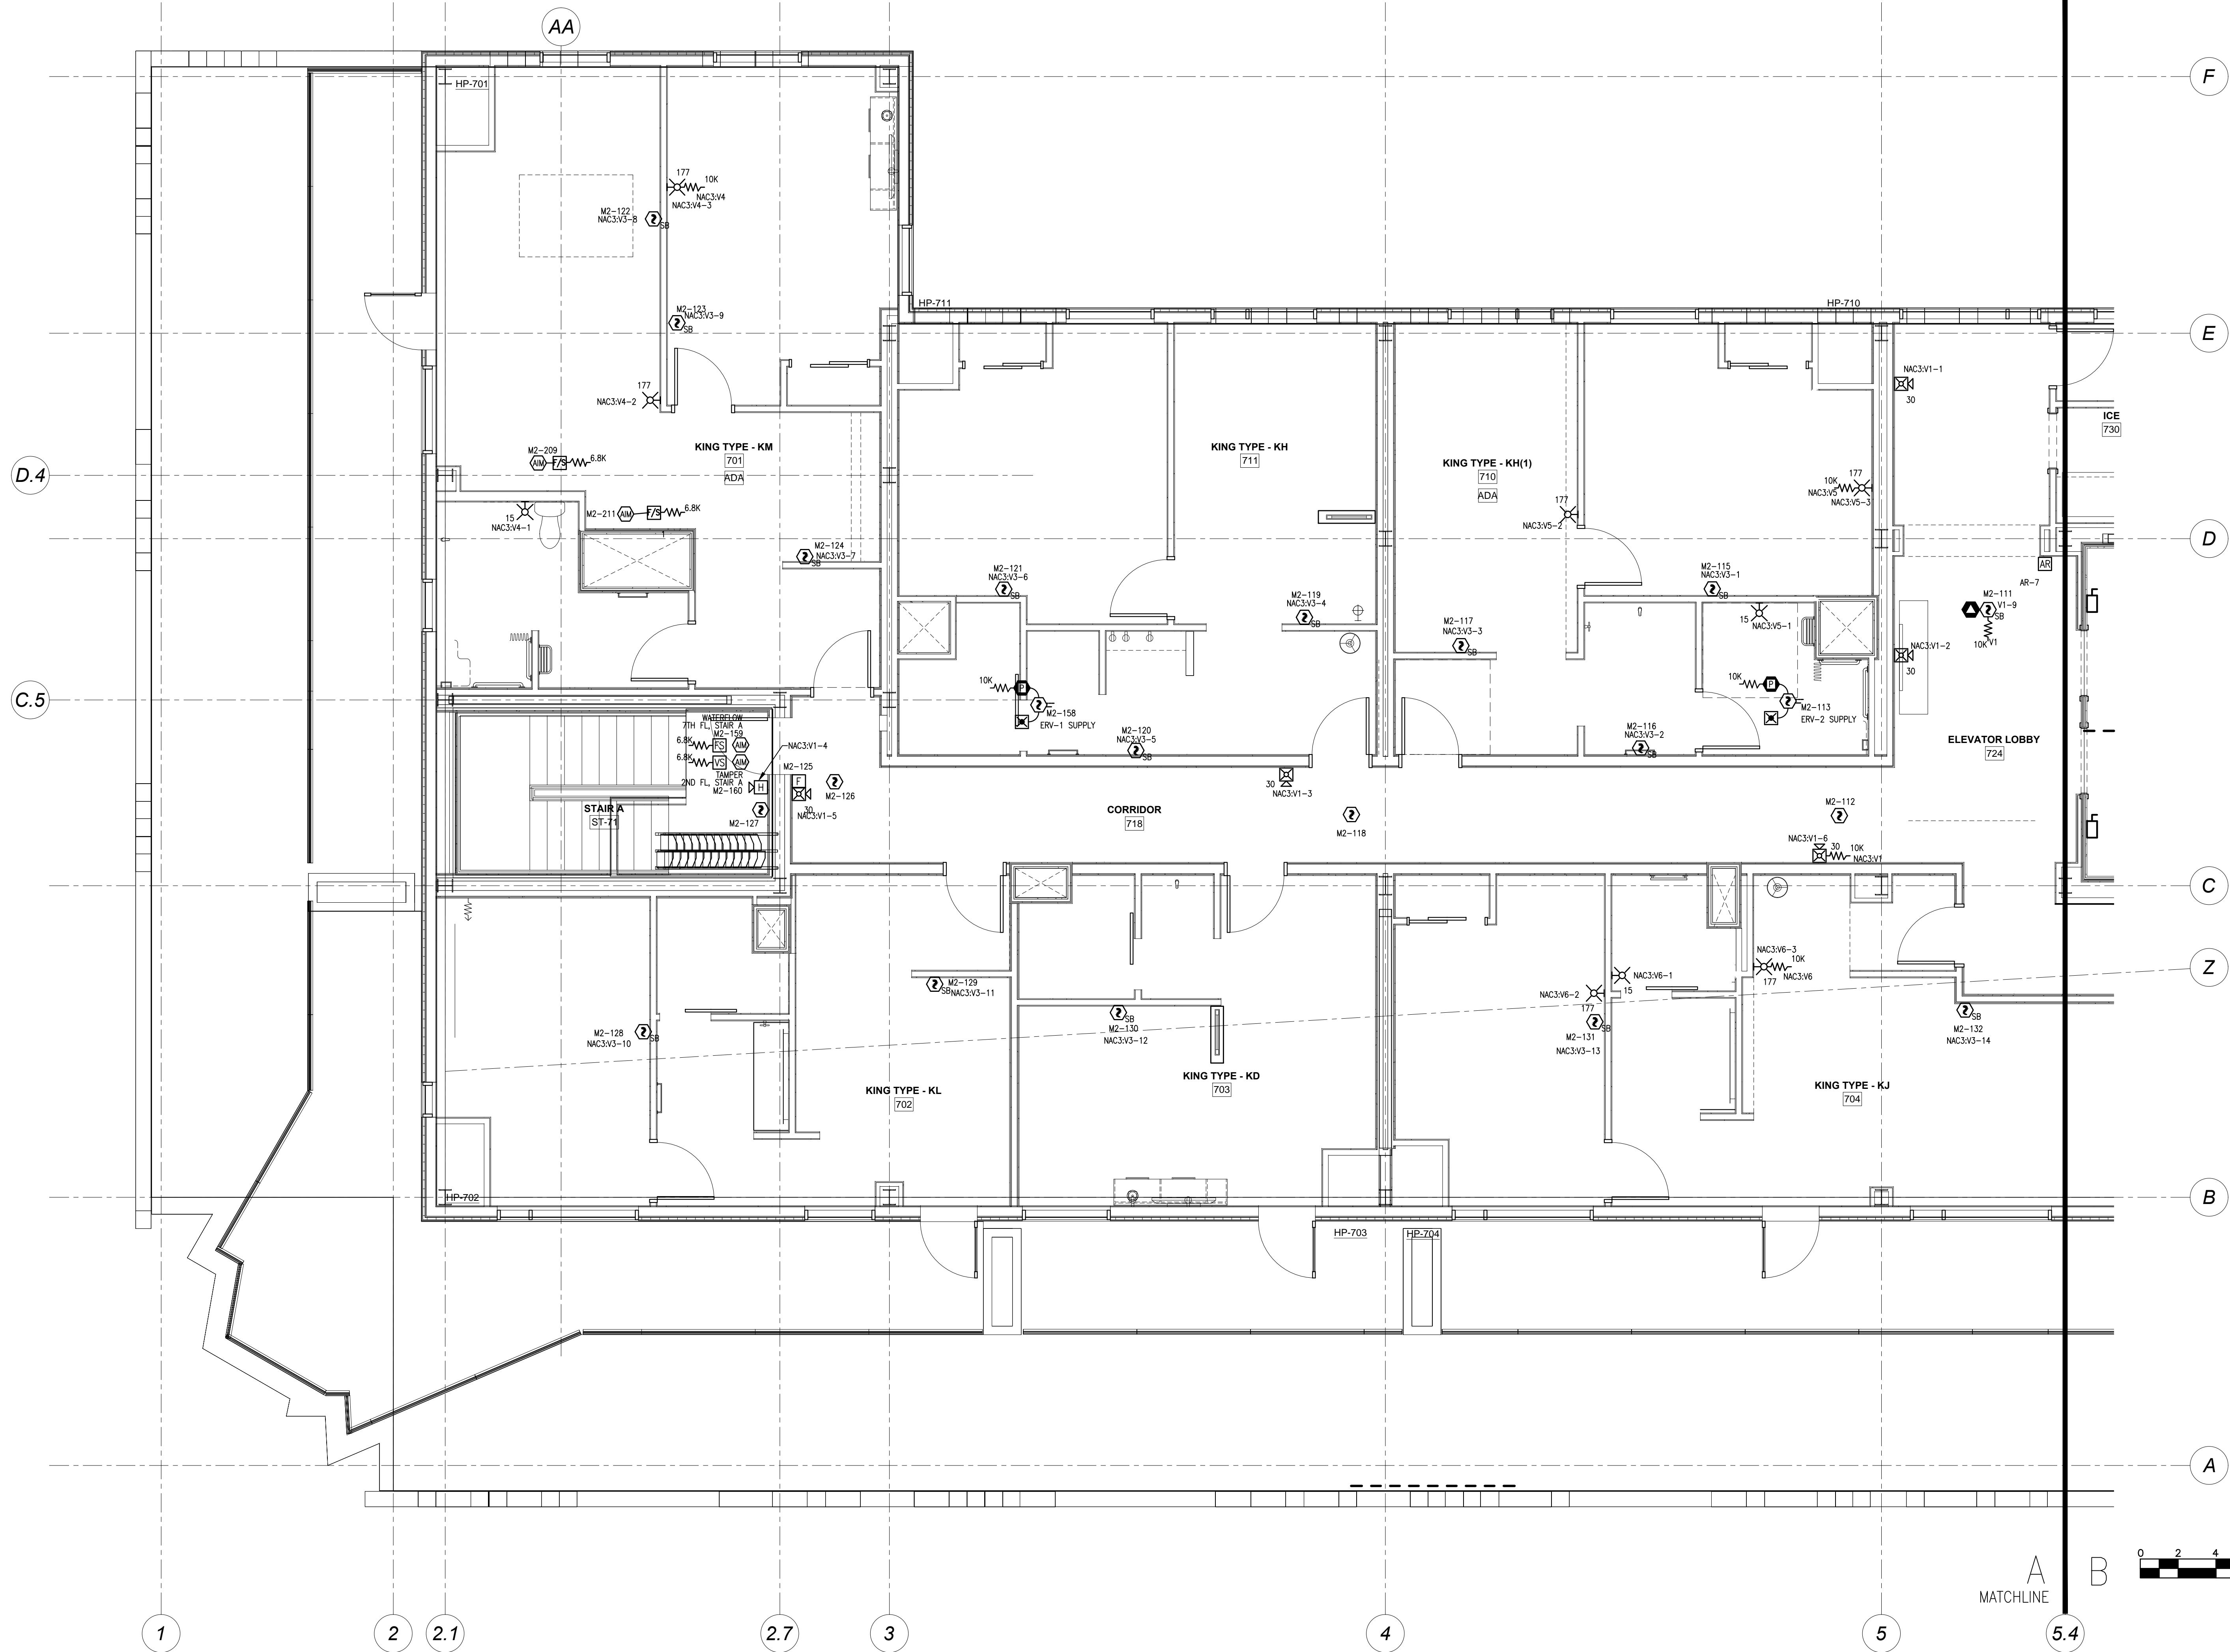 AA
F
HP-701
177
10K
NAC3:V4
NAC3:V4-3
M2-122
NAC3:V3-8
SB
HP-711
HP-710
M2-123
NAC3:V3-9
SB
E
NAC3:V1-1
30
177
NAC3:V4-2
ICE
730
KING TYPE - KM
701
ADA
KING TYPE - KH
711
KING TYPE - KH(1)
710
ADA
M2-209
AIM
F/S
6.8K
D.4
177
10K
NAC3:V5
NAC3:V5-3
M2-211
AIM
F/S
6.8K
15
NAC3:V4-1
177
NAC3:V5-2
1
D
M2-124
NAC3:V3-7
SB
M2-121
NAC3:V3-6
SB
M2-115
NAC3:V3-1
SB
AR
AR-7
M2-111
V1-9
SB
10K
V1
M2-119
NAC3:V3-4
SB
15
NAC3:V5-1
M2-117
NAC3:V3-3
SB
NAC3:V1-2
30
C.5
10K
P
M2-158
ERV-1 SUPPLY
10K
P
M2-113
ERV-2 SUPPLY
WATERFLOW
7TH FL, STAIR A
M2-159
6.8K
FS
AIM
6.8K
VS
AIM
TAMPER
2ND FL, STAIR A
M2-160
H
NAC3:V1-4
M2-125
F
30
NAC3:V1-5
M2-126
M2-120
NAC3:V3-5
SB
M2-116
NAC3:V3-2
SB
ELEVATOR LOBBY
724
30
NAC3:V1-3
STAIR A
ST-71
M2-127
CORRIDOR
718
M2-118
M2-112
NAC3:V1-6
30
10K
NAC3:V1
C
NAC3:V6-3
10K
NAC3:V6
177
Z
M2-129
SB
NAC3:V3-11
NAC3:V6-1
15
NAC3:V6-2
177
M2-128
NAC3:V3-10
SB
SB
M2-130
NAC3:V3-12
SB
M2-131
NAC3:V3-13
SB
M2-132
NAC3:V3-14
KING TYPE - KL
702
KING TYPE - KD
703
KING TYPE - KJ
704
HP-702
B
HP-703
HP-704
A
A
B
MATCHLINE
0 2 4
1
2
2.1
2.7
3
4
5
5.4